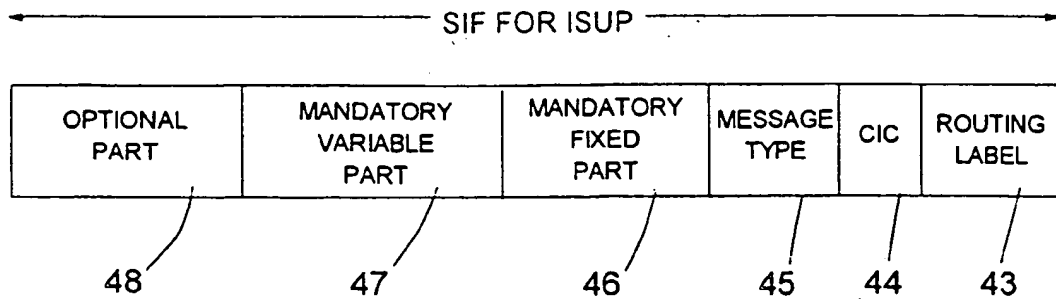 SIF FOR ISUP
OPTIONAL
PART
MANDATORY
VARIABLE
PART
MANDATORY
FIXED
PART
MESSAGE
TYPE
CIC
ROUTING
LABEL
48
47
46
45
44
43